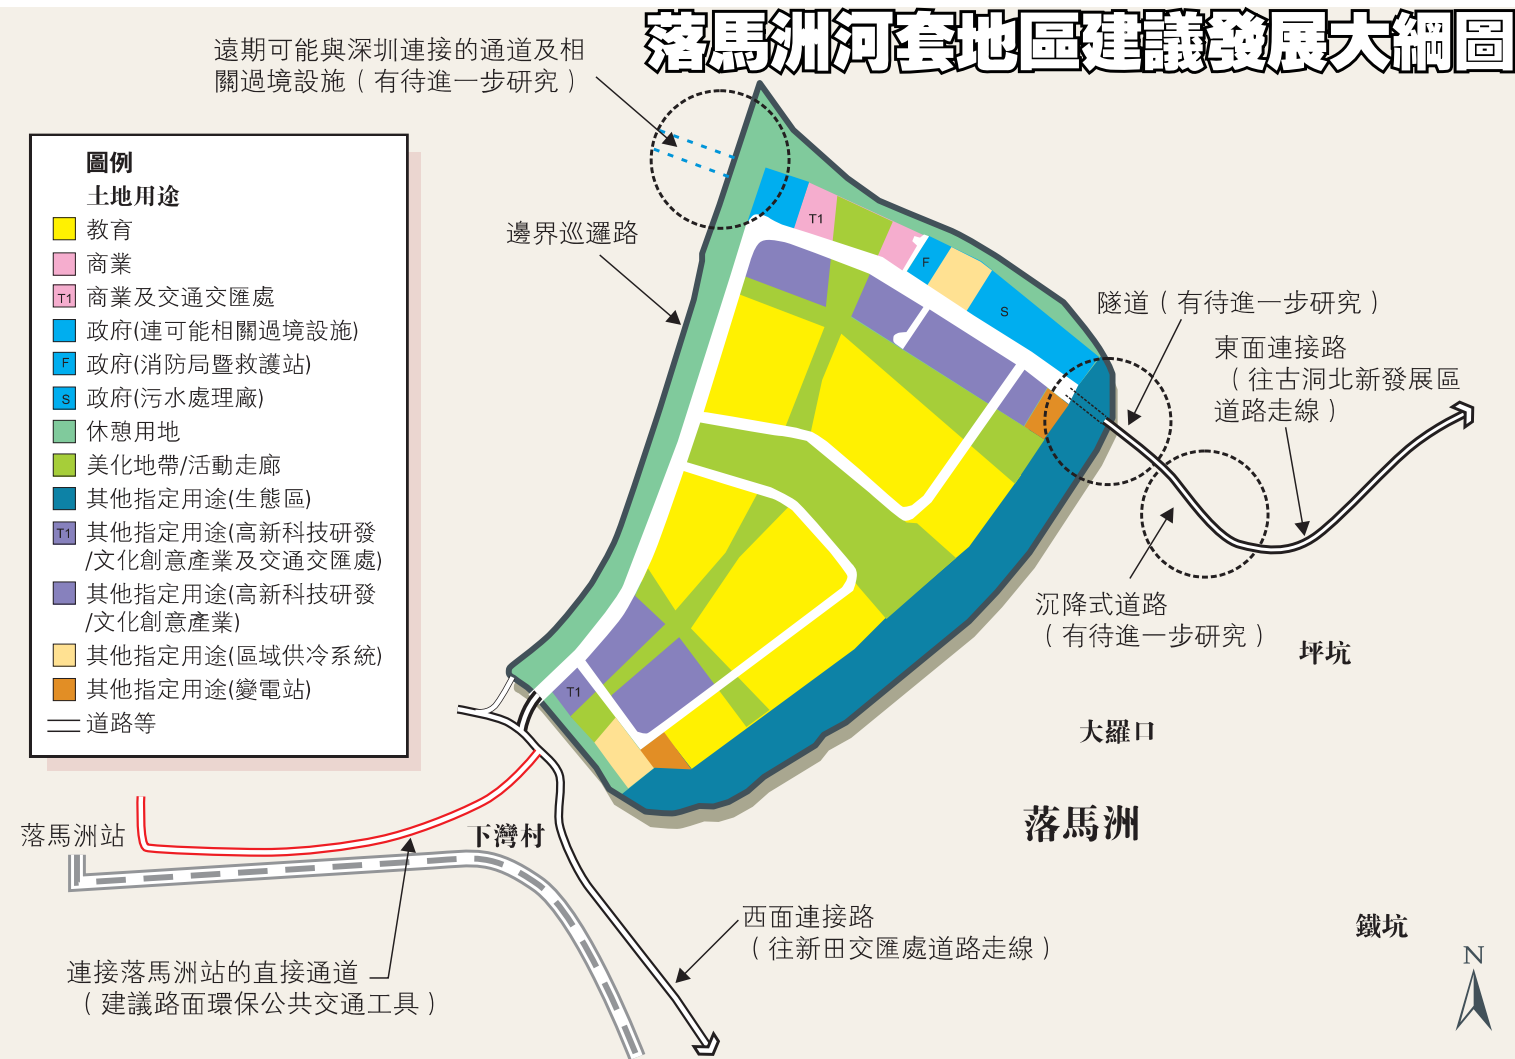 落馬洲河套地區建議發展大綱圖
遠期可能與深圳連接的通道及相
關過境設施（有待進一步研究）
圖例
土地用途
教育
商業
T1 商業及交通交匯處
政府(連可能相關過境設施)
F 政府(消防局暨救護站)
S 政府(污水處理廠)
休憩用地
美化地帶/活動走廊
其他指定用途(生態區)
T1 其他指定用途(高新科技研發
/文化創意產業及交通交匯處)
其他指定用途(高新科技研發
/文化創意產業)
其他指定用途(區域供冷系統)
其他指定用途(變電站)
道路等
邊界巡邏路
T1
F
S
T1
隧道（有待進一步研究）
東面連接路
（往古洞北新發展區
道路走線）
沉降式道路
（有待進一步研究）
坪坑
大羅口
落馬洲
鐵坑
落馬洲站
下灣村
西面連接路
（往新田交匯處道路走線）
連接落馬洲站的直接通道
（建議路面環保公共交通工具）
N